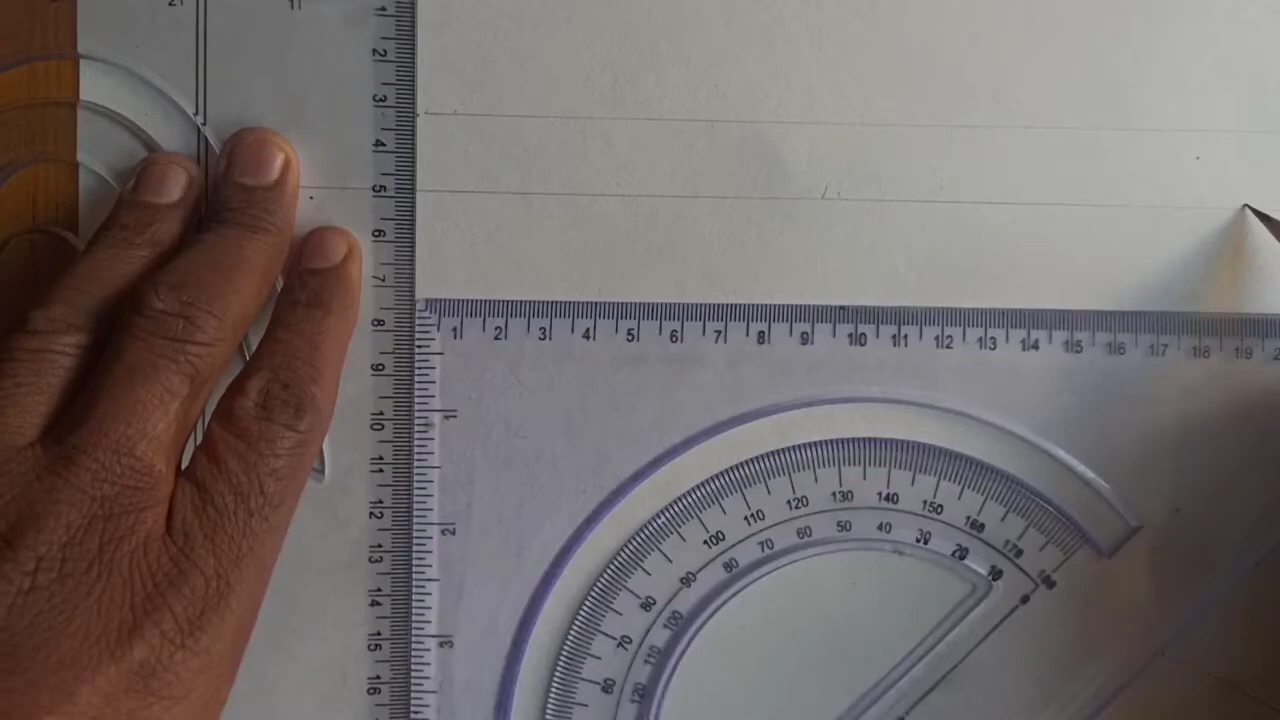 1 2 3 4 5 6 7 8 9 10 11 12 13 14 15 16
1 2 3 4 5 6 7 8 9 10 11 12 13 14 15 16 17 18 19 2
1 2 3
60 70 80 90 100 110 120 130 140 150 160 170 180
120 110 100 80 70 60 50 40 30 20 10